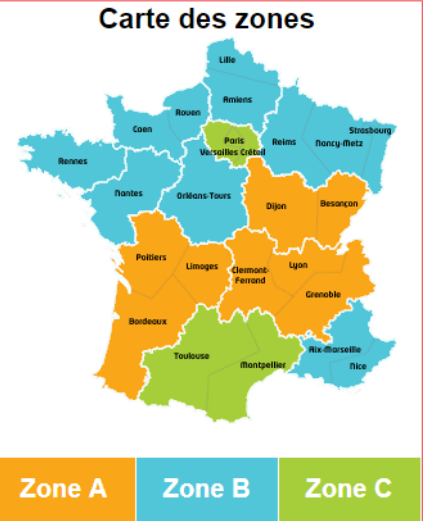 Carte des zones
Lille
Amiens
Rouen
Caen
Paris
Versailles Créteil
Reims
Strasbourg
Nancy-Metz
Rennes
Nantes
Orléans-Tours
Dijon
Besançon
Poitiers
Limoges
Clermont-
Ferrand
Lyon
Grenoble
Bordeaux
Toulouse
Montpellier
Aix-Marseille
Nice
Zone A
Zone B
Zone C